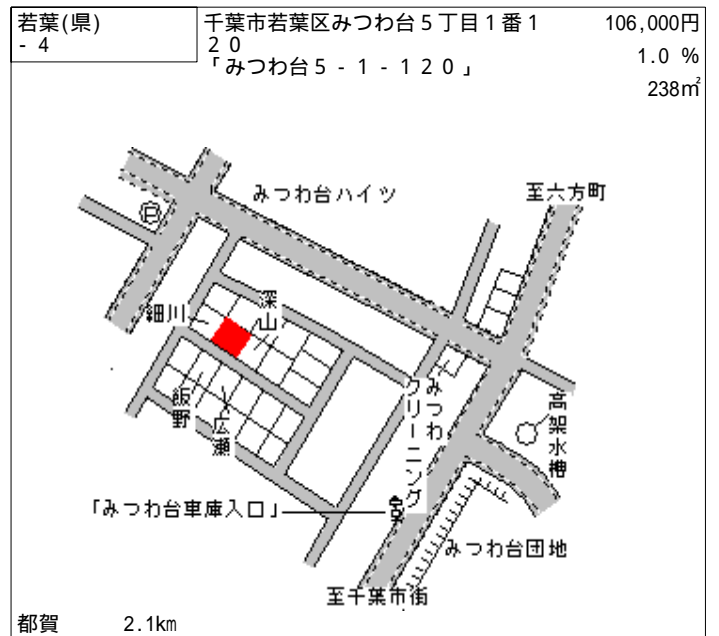 若葉(県)
- 4
千葉市若葉区みつわ台5丁目1番1
20
「みつわ台5-1-120」
106,000円
1.0 %
238㎡
みつわ台ハイツ
至六方町
P
深山
細川
飯野
広瀬
みつわ
クリーニング
高架水槽
「みつわ台車庫入口」
みつわ台団地
至千葉市街
都賀 2.1km